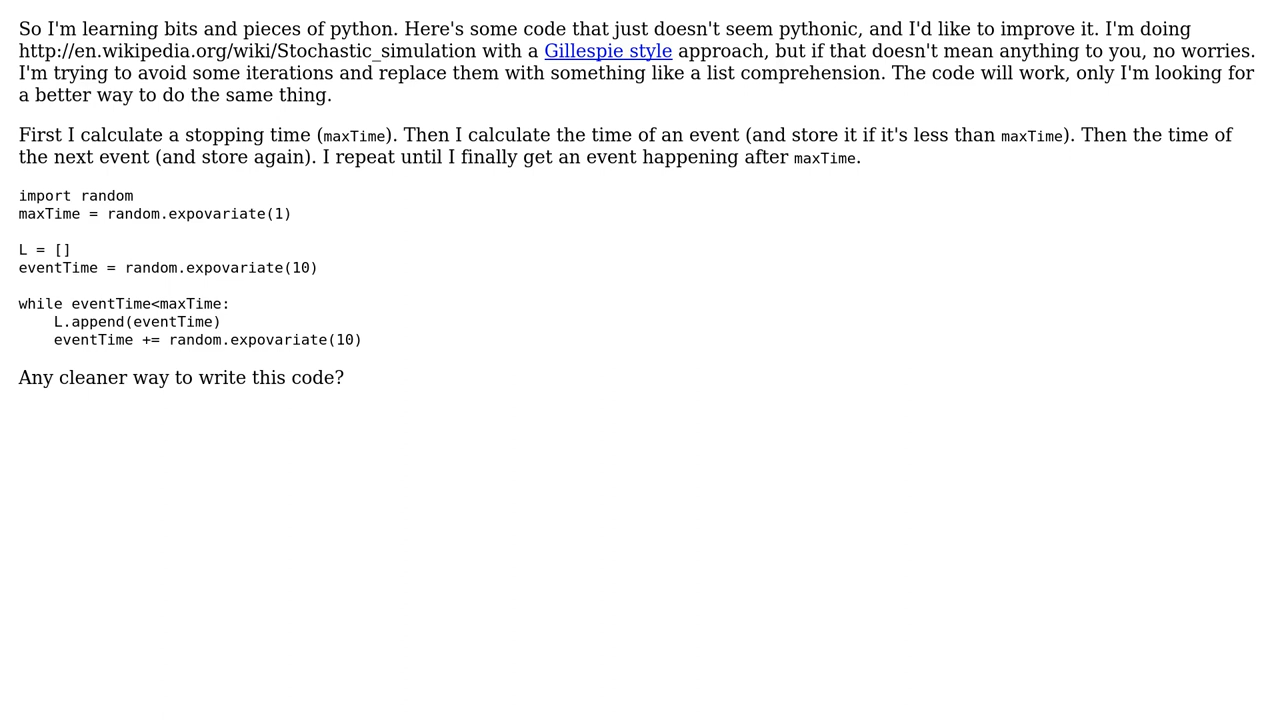 So I'm learning bits and pieces of python. Here's some code that just doesn't seem pythonic, and I'd like to improve it. I'm doing
http://en.wikipedia.org/wiki/Stochastic_simulation with a Gillespie style approach, but if that doesn't mean anything to you, no worries.
I'm trying to avoid some iterations and replace them with something like a list comprehension. The code will work, only I'm looking for
a better way to do the same thing.
First I calculate a stopping time (maxTime). Then I calculate the time of an event (and store it if it's less than maxTime). Then the time of
the next event (and store again). I repeat until I finally get an event happening after maxTime.
import random
maxTime = random.expovariate(1)
L = []
eventTime = random.expovariate(10)
while eventTime<maxTime:
    L.append(eventTime)
    eventTime += random.expovariate(10)
Any cleaner way to write this code?